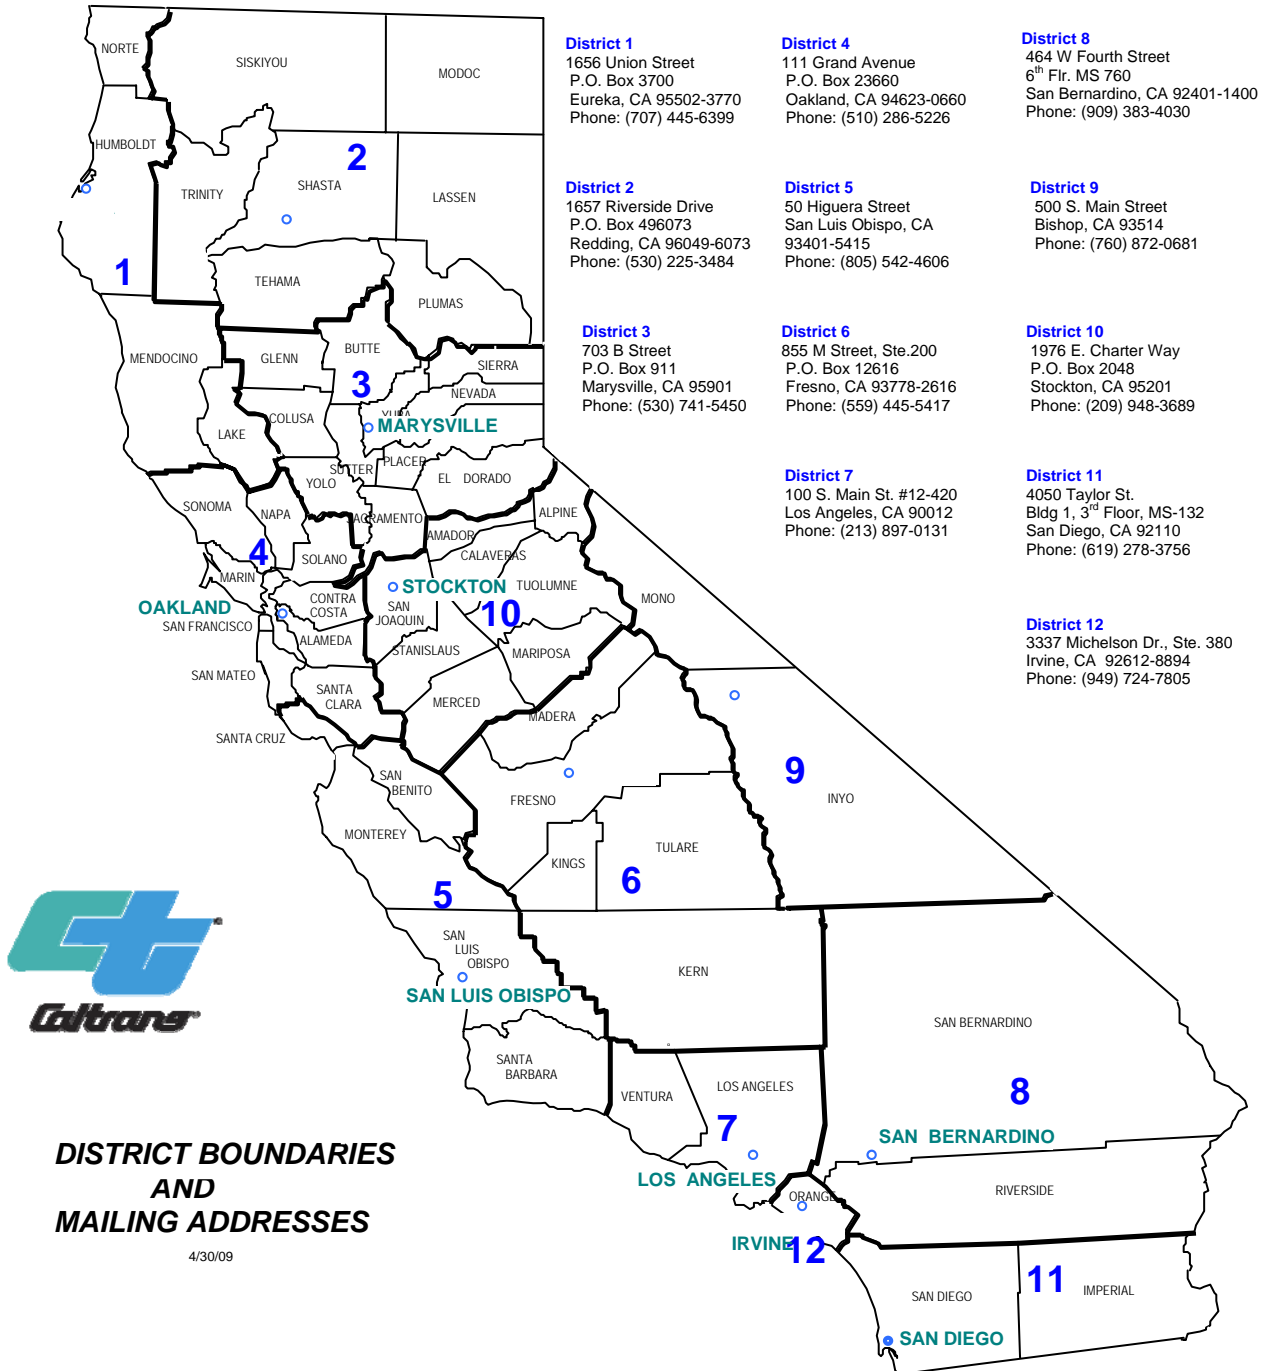 District 1
1656 Union Street
P.O. Box 3700
Eureka, CA 95502-3770
Phone: (707) 445-6399
District 4
111 Grand Avenue
P.O. Box 23660
Oakland, CA 94623-0660
Phone: (510) 286-5226
District 8
464 W Fourth Street
6th Flr. MS 760
San Bernardino, CA 92401-1400
Phone: (909) 383-4030
District 2
1657 Riverside Drive
P.O. Box 496073
Redding, CA 96049-6073
Phone: (530) 225-3484
District 5
50 Higuera Street
San Luis Obispo, CA
93401-5415
Phone: (805) 542-4606
District 9
500 S. Main Street
Bishop, CA 93514
Phone: (760) 872-0681
District 3
703 B Street
P.O. Box 911
Marysville, CA 95901
Phone: (530) 741-5450
District 6
855 M Street, Ste.200
P.O. Box 12616
Fresno, CA 93778-2616
Phone: (559) 445-5417
District 10
1976 E. Charter Way
P.O. Box 2048
Stockton, CA 95201
Phone: (209) 948-3689
District 7
100 S. Main St. #12-420
Los Angeles, CA 90012
Phone: (213) 897-0131
District 11
4050 Taylor St.
Bldg 1, 3rd Floor, MS-132
San Diego, CA 92110
Phone: (619) 278-3756
District 12
3337 Michelson Dr., Ste. 380
Irvine, CA 92612-8894
Phone: (949) 724-7805
NORTE
SISKIYOU
MODOC
HUMBOLDT
2
TRINITY
SHASTA
LASSEN
1
TEHAMA
PLUMAS
MENDOCINO
GLENN
BUTTE
SIERRA
3
NEVADA
COLUSA
YUBA
MARYSVILLE
LAKE
SUTTER
PLACER
YOLO
EL DORADO
SONOMA
NAPA
SACRAMENTO
ALPINE
AMADOR
4
SOLANO
CALAVERAS
MARIN
STOCKTON
TUOLUMNE
OAKLAND
CONTRA
COSTA
SAN
JOAQUIN
10
MONO
SAN FRANCISCO
ALAMEDA
STANISLAUS
MARIPOSA
SAN MATEO
SANTA
CLARA
MERCED
MADERA
SANTA CRUZ
SAN
BENITO
9
FRESNO
INYO
MONTEREY
KINGS
TULARE
5
6
SAN
LUIS
OBISPO
KERN
SAN LUIS OBISPO
SAN BERNARDINO
SANTA
BARBARA
VENTURA
LOS ANGELES
8
7
SAN BERNARDINO
LOS ANGELES
ORANGE
RIVERSIDE
IRVINE
12
11
SAN DIEGO
IMPERIAL
SAN DIEGO
ct
Caltrans
DISTRICT BOUNDARIES
AND
MAILING ADDRESSES
4/30/09